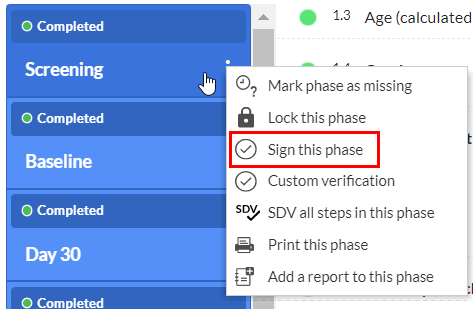 Completed
Screening
Completed
Baseline
Completed
Day 30
Completed
1.3 Age (calculated
Mark phase as missing
Lock this phase
Sign this phase
Custom verification
SDV SDV all steps in this phase
Print this phase
Add a report to this phase